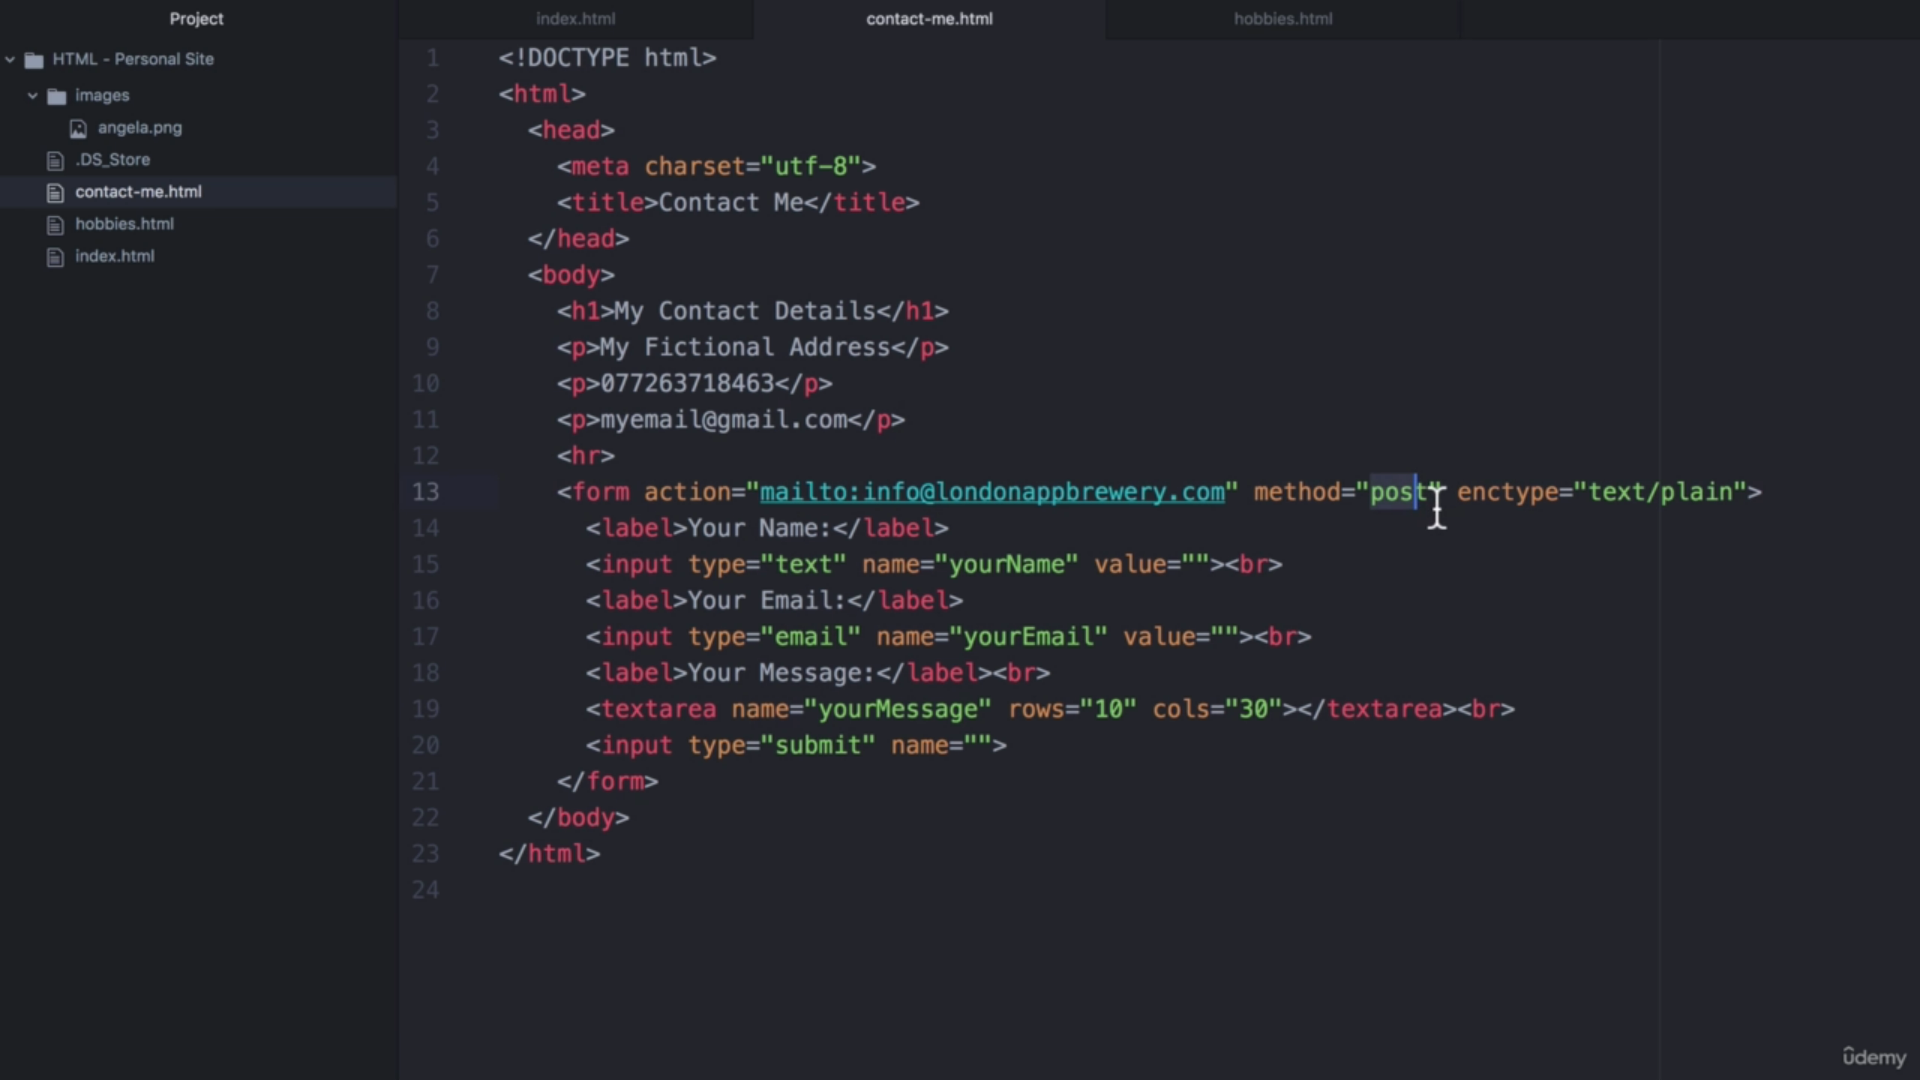 Project
HTML - Personal Site
images
angela.png
.DS_Store
contact-me.html
hobbies.html
index.html
index.html
contact-me.html
hobbies.html
1 <!DOCTYPE html>
2 <html>
3 <head>
4 <meta charset="utf-8">
5 <title>Contact Me</title>
6 </head>
7 <body>
8 <h1>My Contact Details</h1>
9 <p>My Fictional Address</p>
10 <p>077263718463</p>
11 <p>myemail@gmail.com</p>
12 <hr>
13 <form action="mailto:info@londonappbrewery.com" method="post" enctype="text/plain">
14 <label>Your Name:</label>
15 <input type="text" name="yourName" value=""><br>
16 <label>Your Email:</label>
17 <input type="email" name="yourEmail" value=""><br>
18 <label>Your Message:</label><br>
19 <textarea name="yourMessage" rows="10" cols="30"></textarea><br>
20 <input type="submit" name="">
21 </form>
22 </body>
23 </html>
24
ûdemy